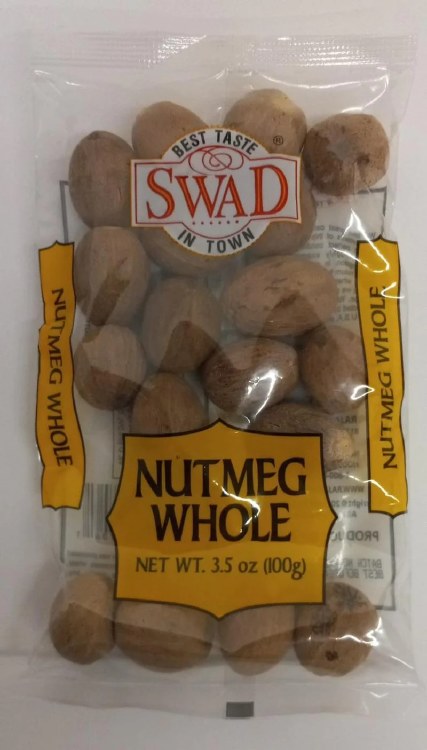 BEST TASTE
SWAD
®
IN TOWN
NUTMEG WHOLE
NUTMEG WHOLE
NUTMEG
WHOLE
NET WT. 3.5 oz (100g)